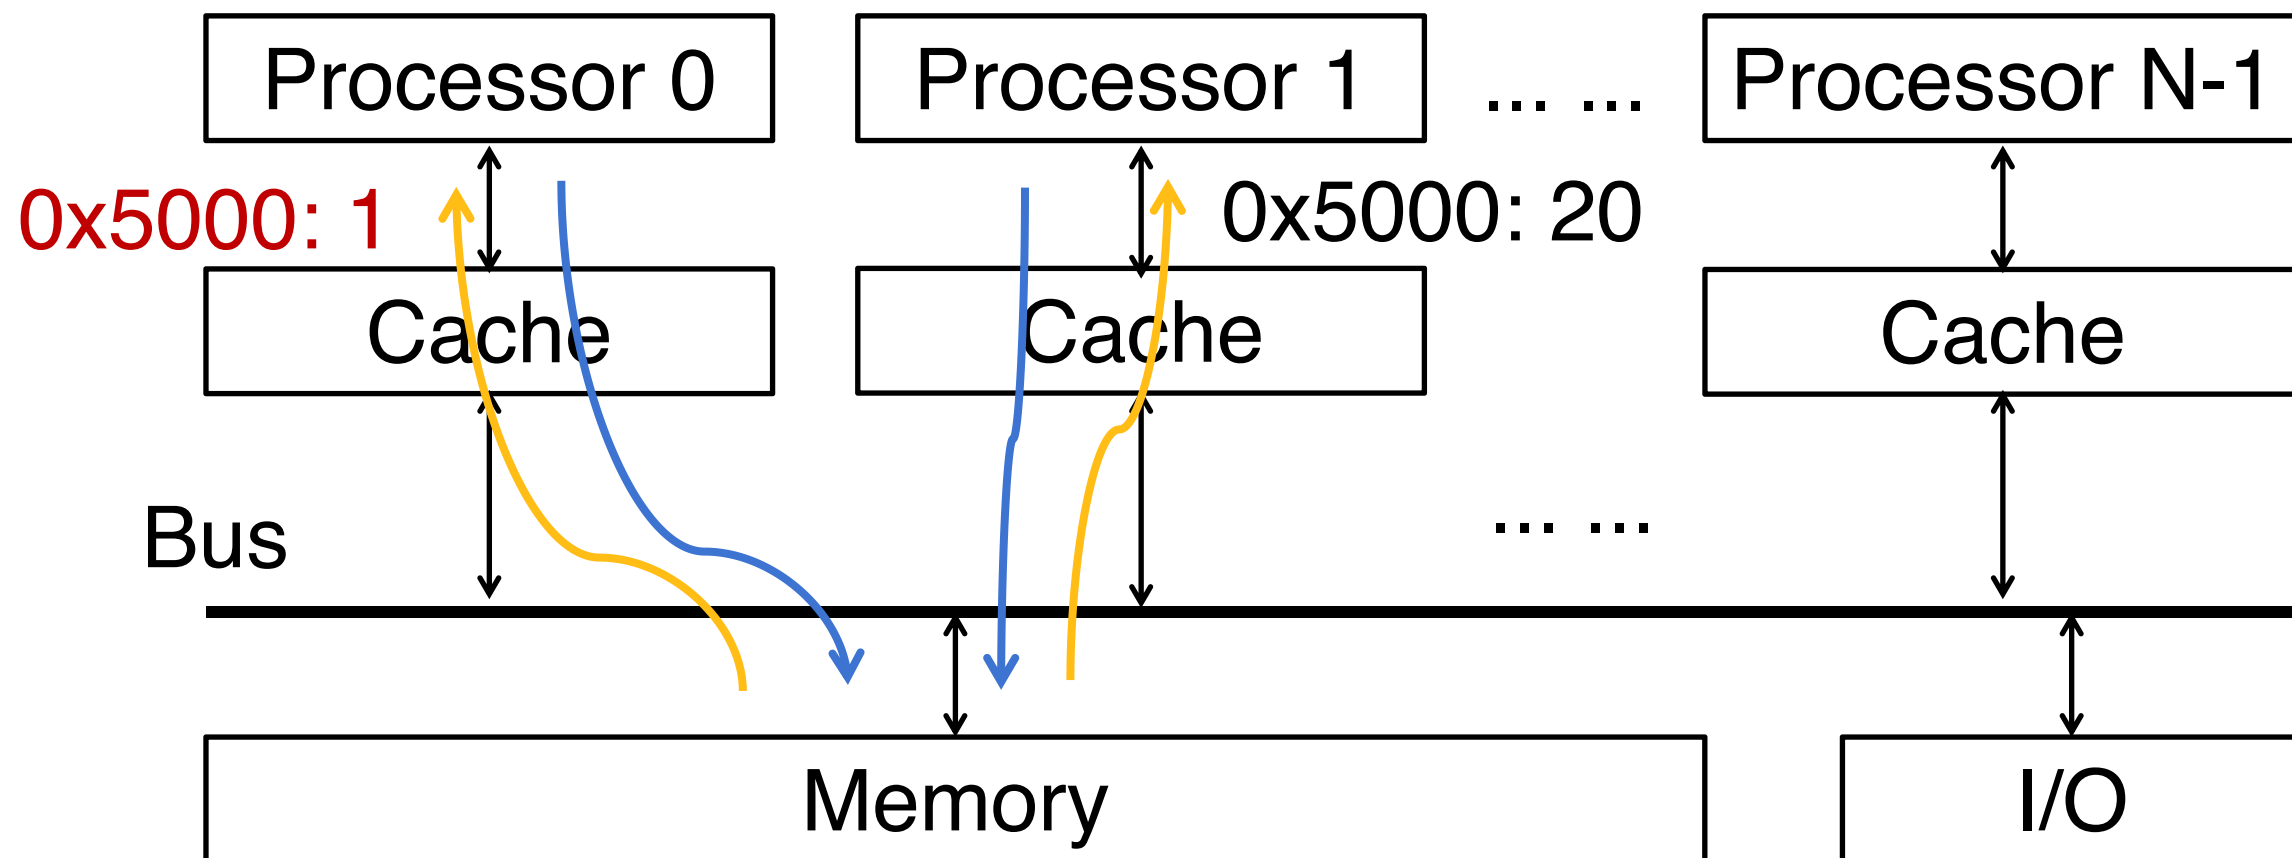 Processor 0
Processor 1
... ...
Processor N-1
0x5000: 1
0x5000: 20
Cache
Cache
Cache
Bus
... ...
Memory
I/O